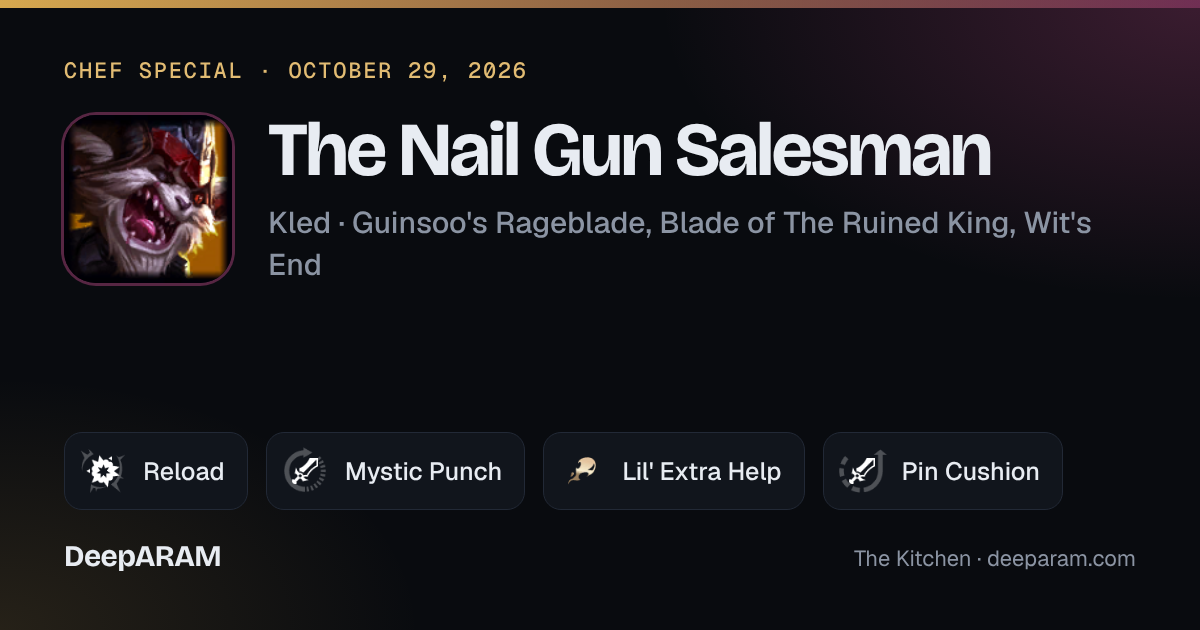 CHEF SPECIAL · OCTOBER 29, 2026
The Nail Gun Salesman
Kled · Guinsoo's Rageblade, Blade of The Ruined King, Wit's
End
Reload
Mystic Punch
Lil' Extra Help
Pin Cushion
DeepARAM
The Kitchen · deeparam.com